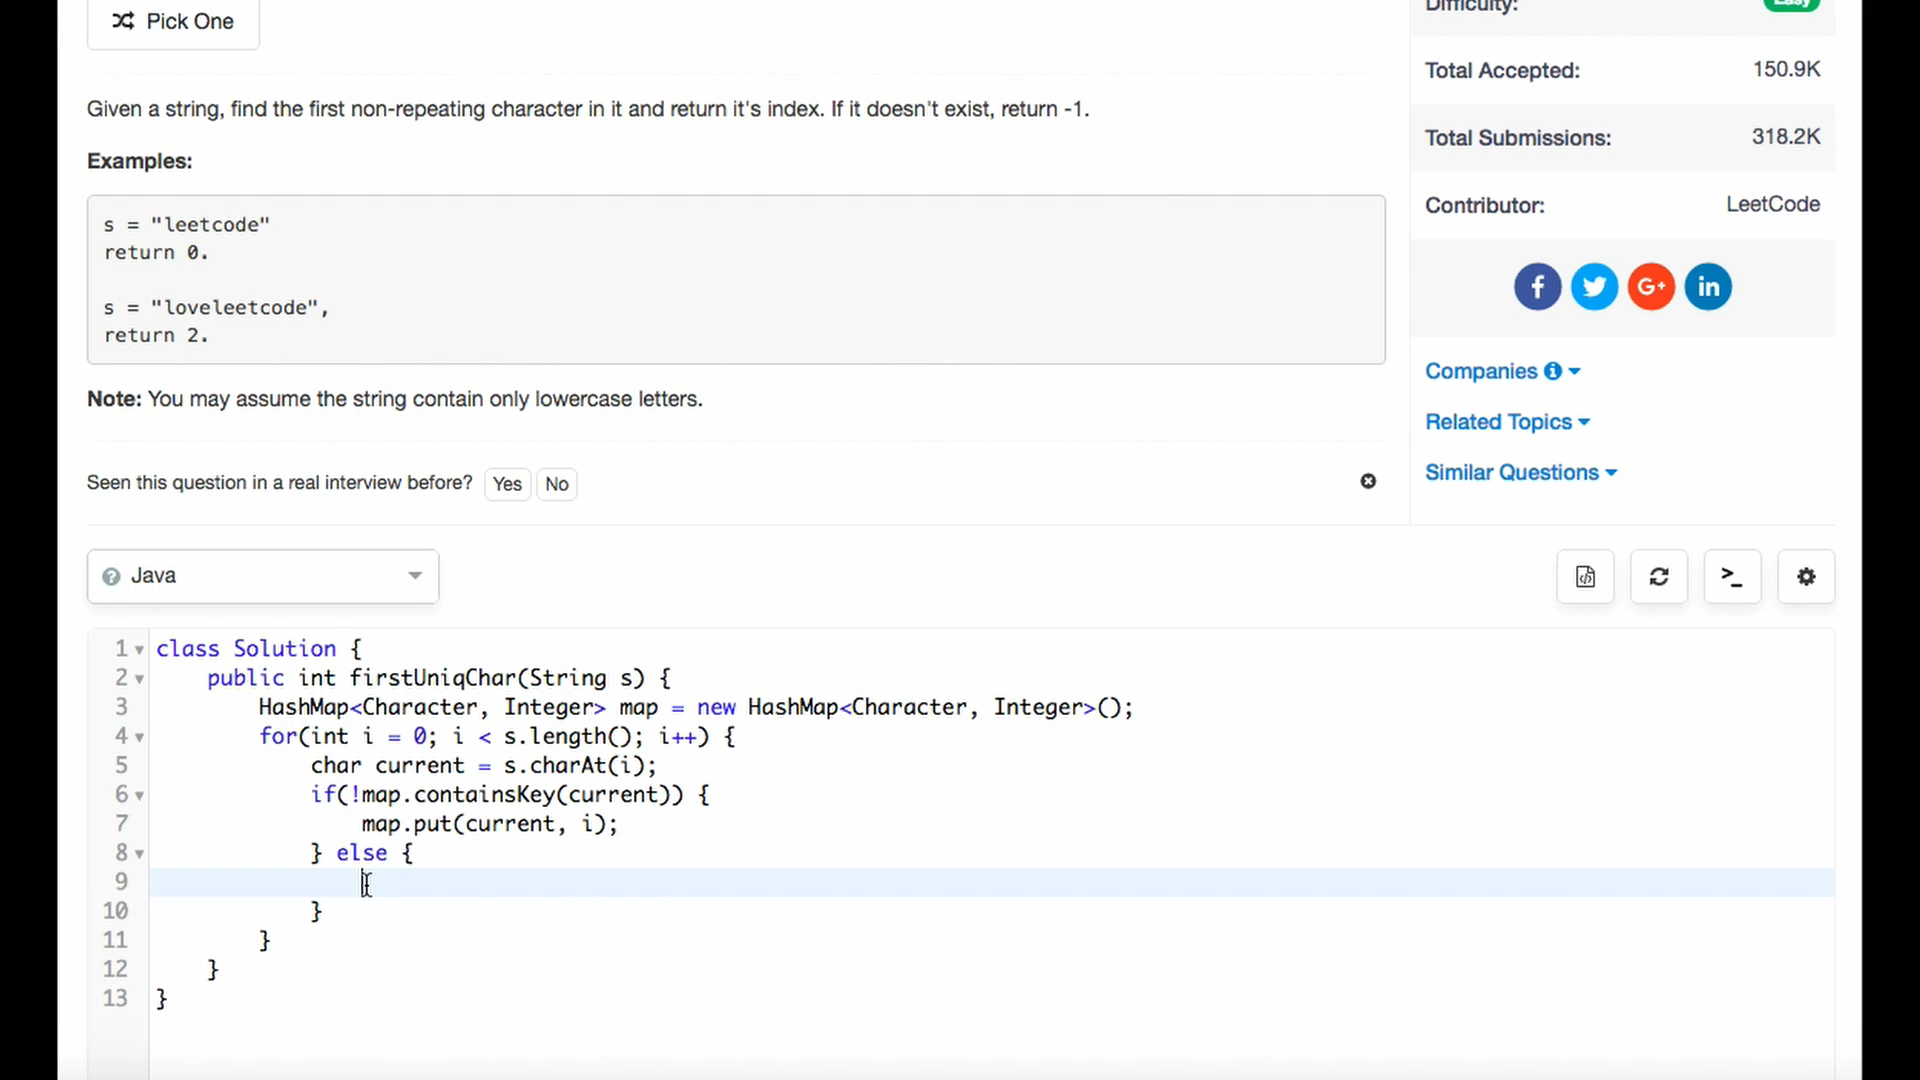 Pick One
Difficulty: Easy
Total Accepted: 150.9K
Total Submissions: 318.2K
Contributor: LeetCode
Given a string, find the first non-repeating character in it and return it's index. If it doesn't exist, return -1.
Examples:
s = "leetcode"
return 0.
s = "loveleetcode",
return 2.
Note: You may assume the string contain only lowercase letters.
Seen this question in a real interview before? Yes No
f
G+
in
Companies
Related Topics
Similar Questions
Java
>_
1 class Solution {
2     public int firstUniqChar(String s) {
3         HashMap<Character, Integer> map = new HashMap<Character, Integer>();
4         for(int i = 0; i < s.length(); i++) {
5             char current = s.charAt(i);
6             if(!map.containsKey(current)) {
7                 map.put(current, i);
8             } else {
9
10             }
11         }
12     }
13 }